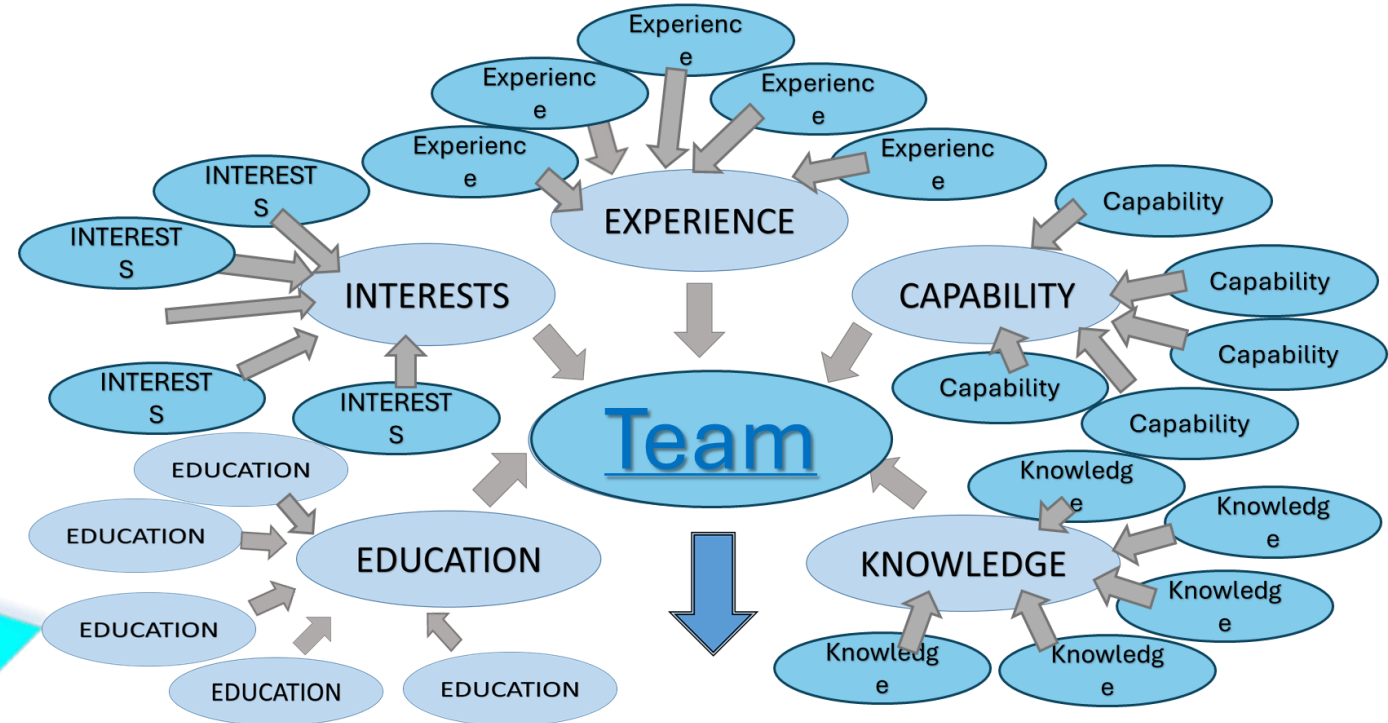 Experienc
e
Experienc
e
Experienc
e
Experienc
e
Experienc
e
EXPERIENCE
INTEREST
S
INTEREST
S
INTERESTS
INTEREST
S
INTEREST
S
Capability
Capability
CAPABILITY
Capability
Capability
Capability
Team
EDUCATION
EDUCATION
EDUCATION
EDUCATION
EDUCATION
EDUCATION
Knowledg
e
Knowledg
e
KNOWLEDGE
Knowledg
e
Knowledg
e
Knowledg
e